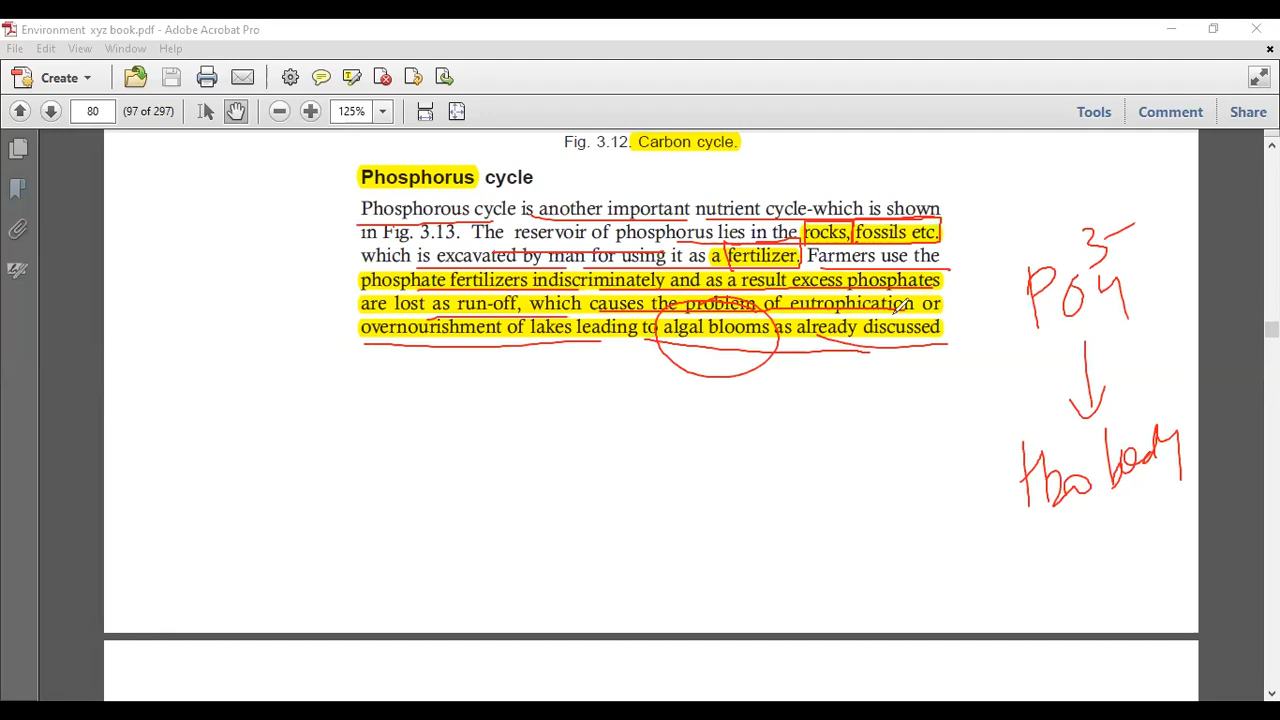 Environment xyz book.pdf - Adobe Acrobat Pro
File Edit View Window Help
Create
80 (97 of 297) 125% Tools Comment Share
Fig. 3.12. Carbon cycle.
Phosphorus cycle
Phosphorous cycle is another important nutrient cycle-which is shown
in Fig. 3.13. The reservoir of phosphorus lies in the rocks, fossils etc.
which is excavated by man for using it as a fertilizer. Farmers use the
phosphate fertilizers indiscriminately and as a result excess phosphates
are lost as run-off, which causes the problem of eutrophication or
overnourishment of lakes leading to algal blooms as already discussed
PO4 3-
H2O body